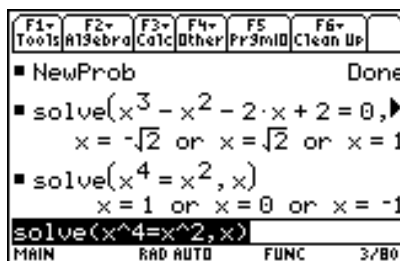 F1▾ F2▾ F3▾ F4▾ F5 F6▾
Tools Algebra Calc Other PrgmIO Clean Up
▪ NewProb Done
▪ solve(x³ - x² - 2·x + 2 = 0,▶
x = -√2 or x = √2 or x = 1
▪ solve(x⁴ = x², x)
x = 1 or x = 0 or x = -1
solve(x^4=x^2,x)
MAIN RAD AUTO FUNC 3/80